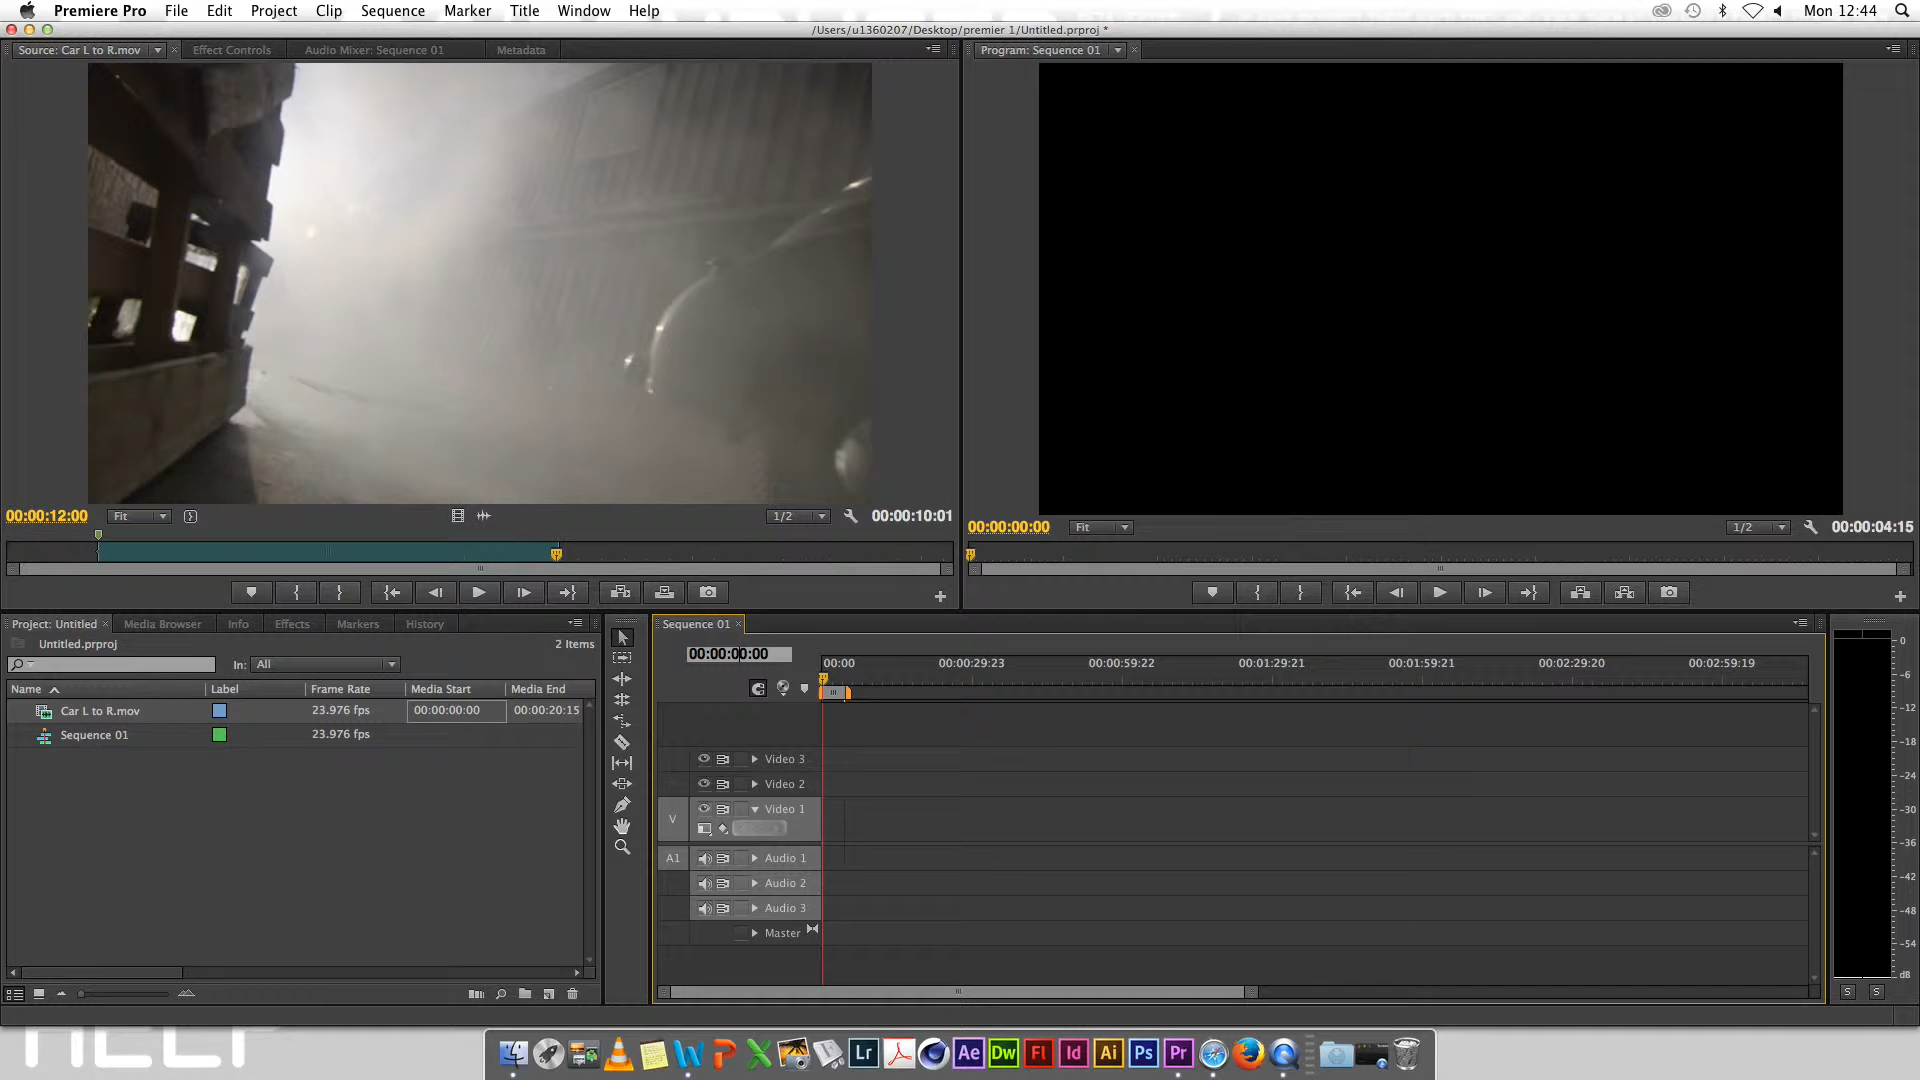 Premiere Pro File Edit Project Clip Sequence Marker Title Window Help Mon 12:44
/Users/u1360207/Desktop/premier 1/Untitled.prproj *
Source: Car L to R.mov Effect Controls Audio Mixer: Sequence 01 Metadata
Program: Sequence 01
00:00:12:00 Fit 1/2 00:00:10:01
00:00:00:00 Fit 1/2 00:00:04:15
Project: Untitled Media Browser Info Effects Markers History
Untitled.prproj 2 Items
In: All
Name Label Frame Rate Media Start Media End
Car L to R.mov 23.976 fps 00:00:00:00 00:00:20:15
Sequence 01 23.976 fps
Sequence 01
00:00:00:00
00:00 00:00:29:23 00:00:59:22 00:01:29:21 00:01:59:21 00:02:29:20 00:02:59:19
Video 3
Video 2
V Video 1
A1 Audio 1
Audio 2
Audio 3
Master
0
-6
-12
-18
-24
-30
-36
-42
-48
-54
dB
S S
HELP
Lr Ae Dw Fl Id Ai Ps Pr